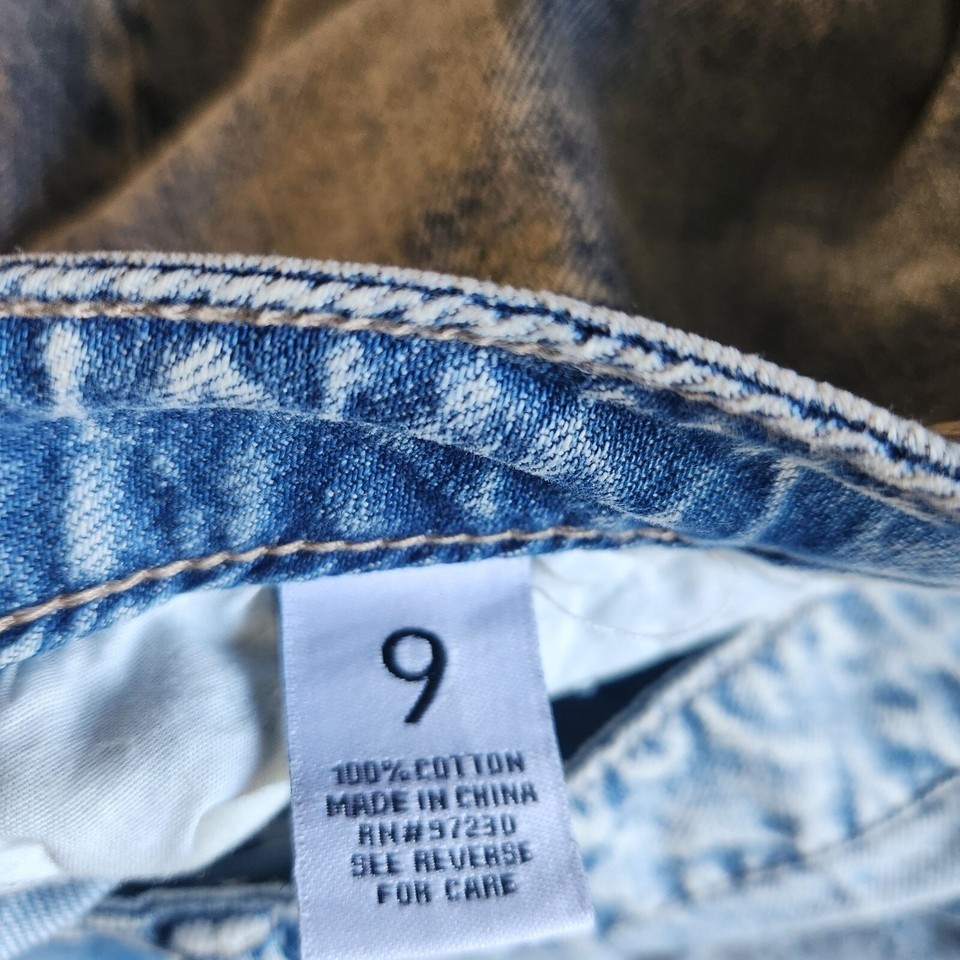 9
100% COTTON
MADE IN CHINA
RN#97230
SEE REVERSE
FOR CARE